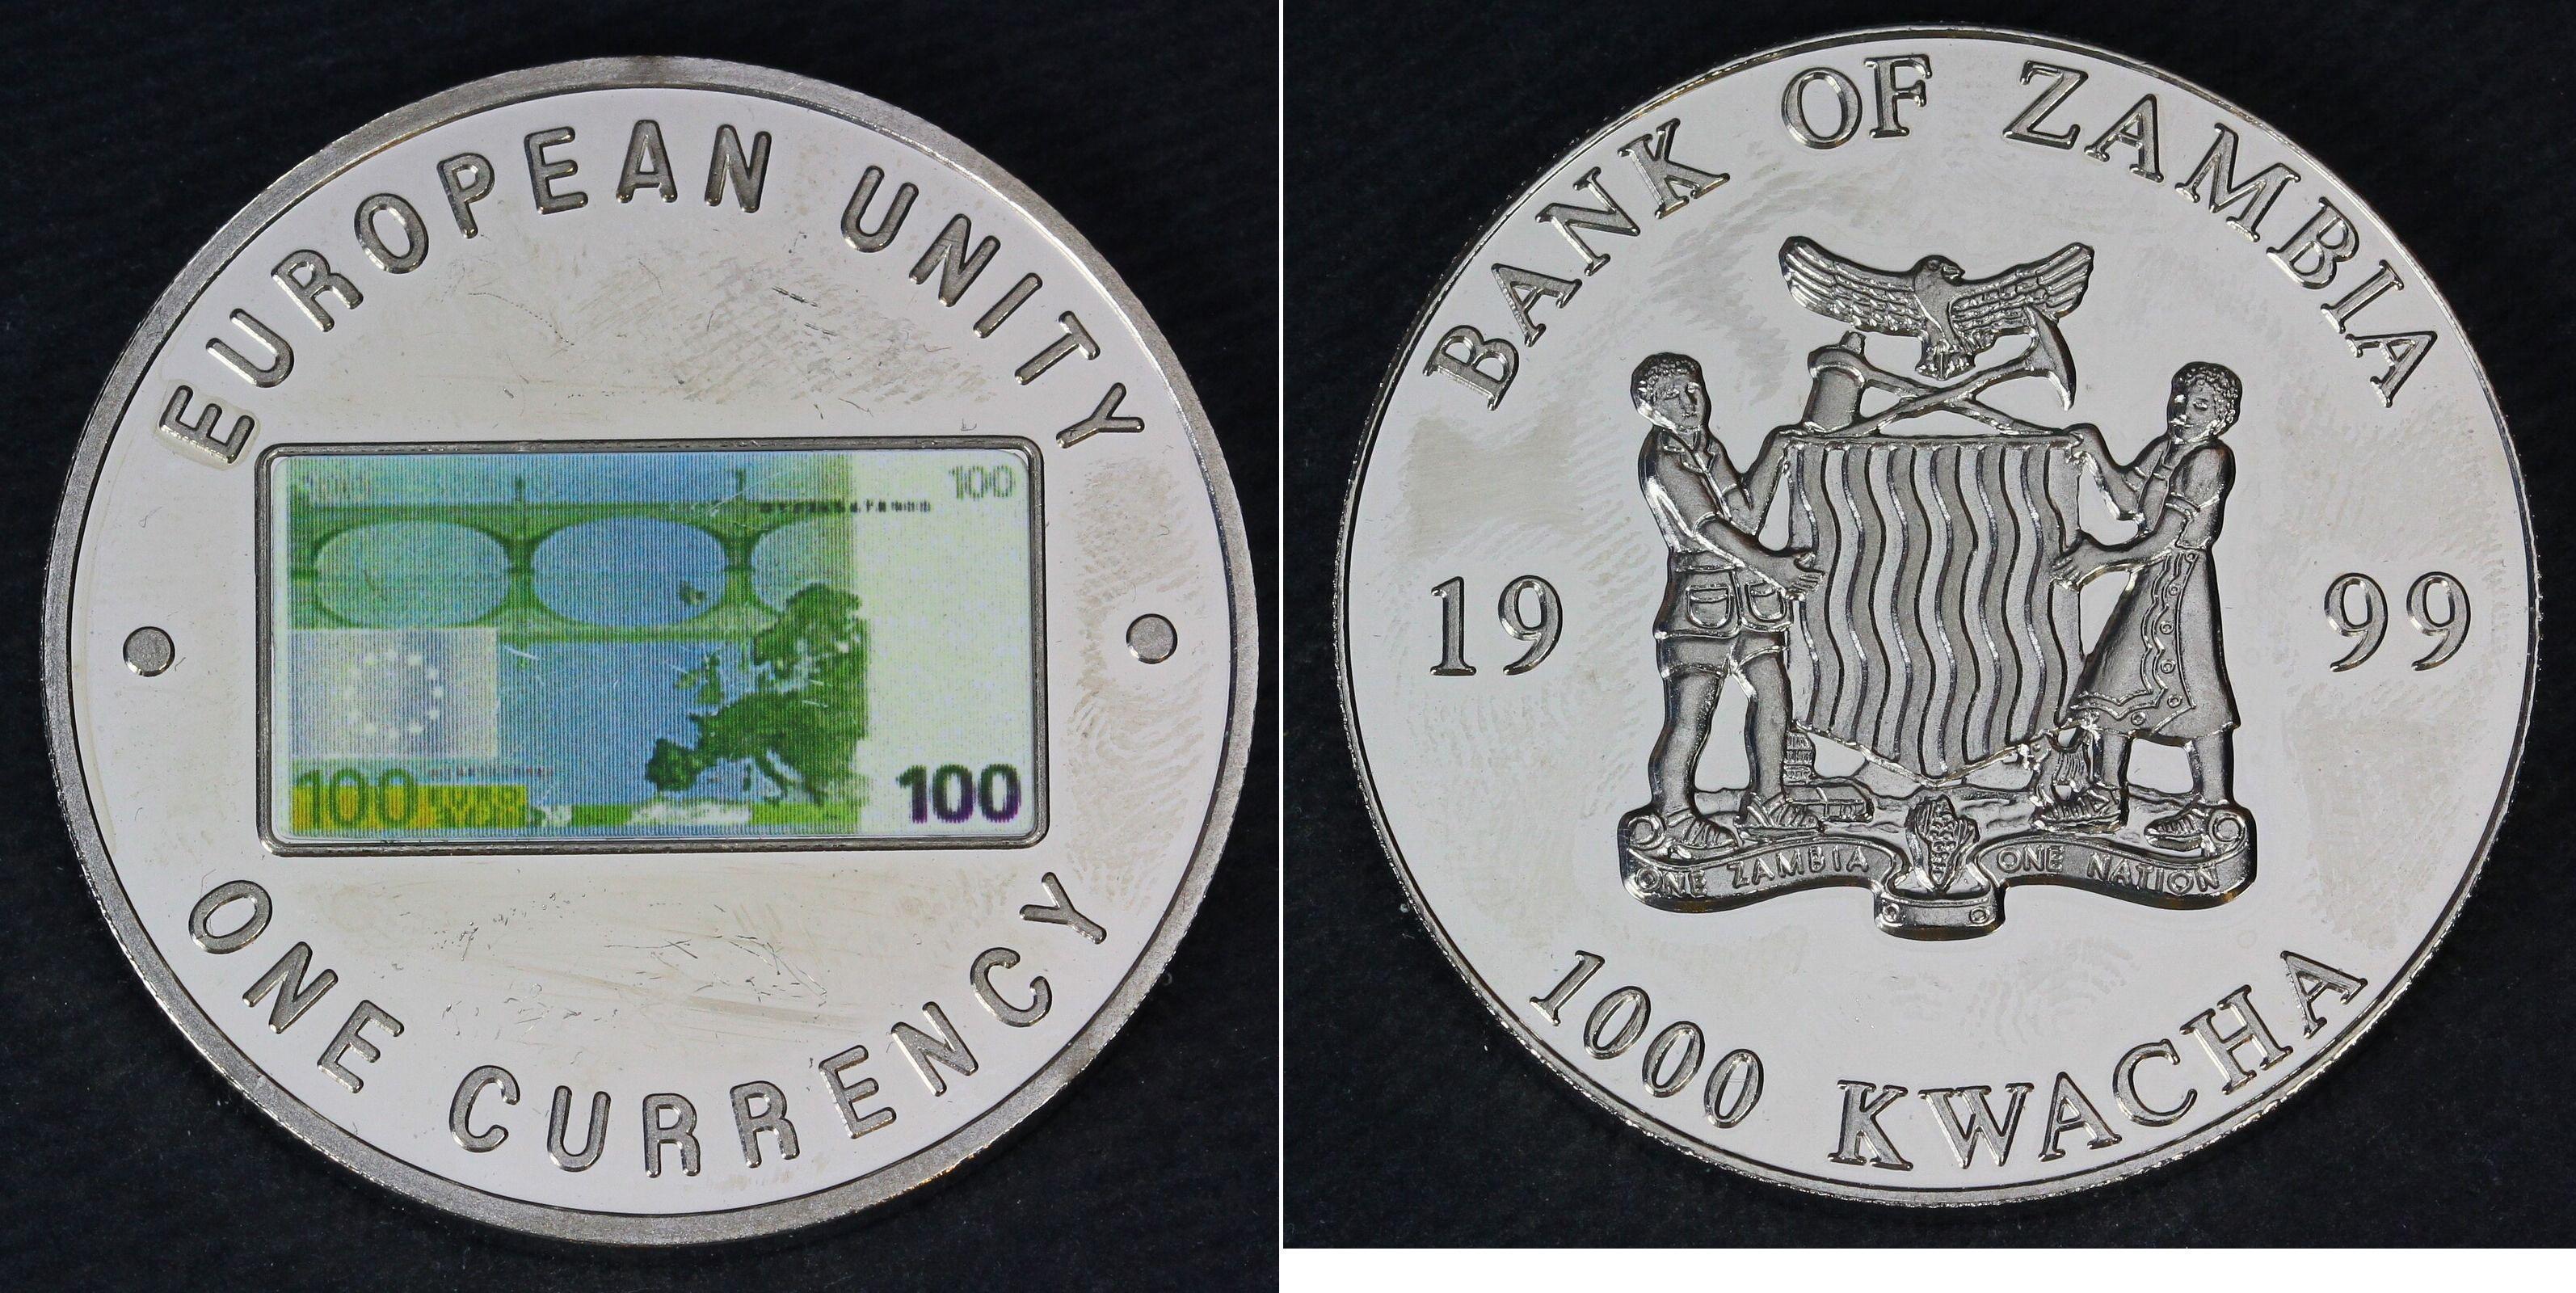 EUROPEAN UNITY
100
100
100
ONE CURRENCY
BANK OF ZAMBIA
19 99
ONE ZAMBIA ONE NATION
1000 KWACHA